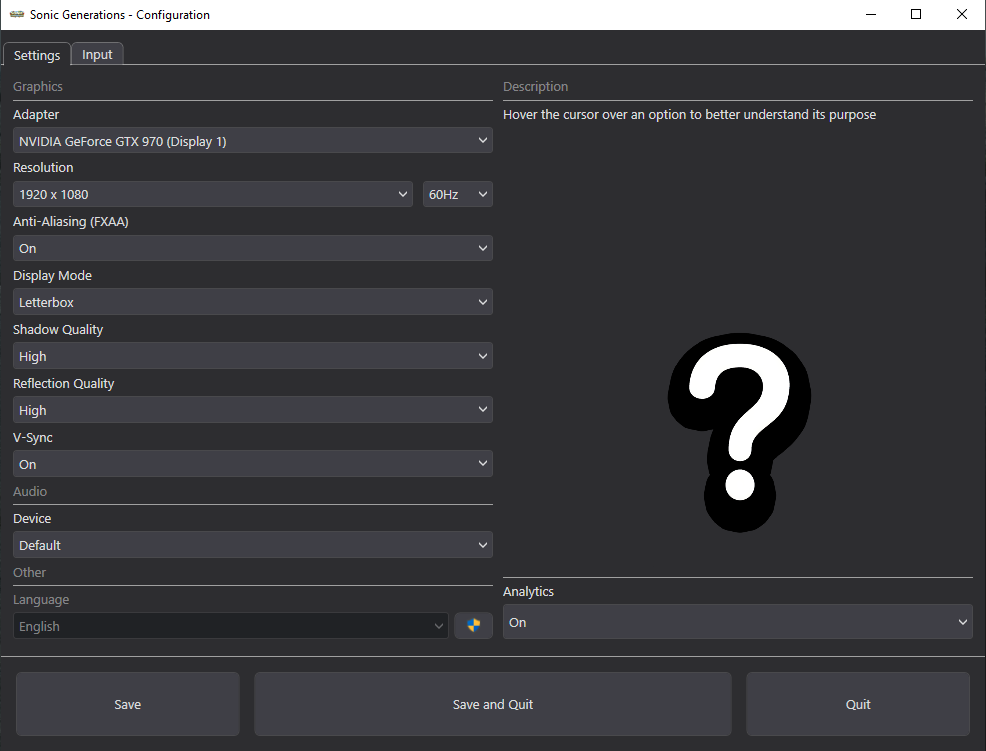 Sonic Generations - Configuration
Settings
Input
Graphics
Adapter
NVIDIA GeForce GTX 970 (Display 1)
Resolution
1920 x 1080
60Hz
Anti-Aliasing (FXAA)
On
Display Mode
Letterbox
Shadow Quality
High
Reflection Quality
High
V-Sync
On
Audio
Device
Default
Other
Language
English
Description
Hover the cursor over an option to better understand its purpose
?
Analytics
On
Save
Save and Quit
Quit